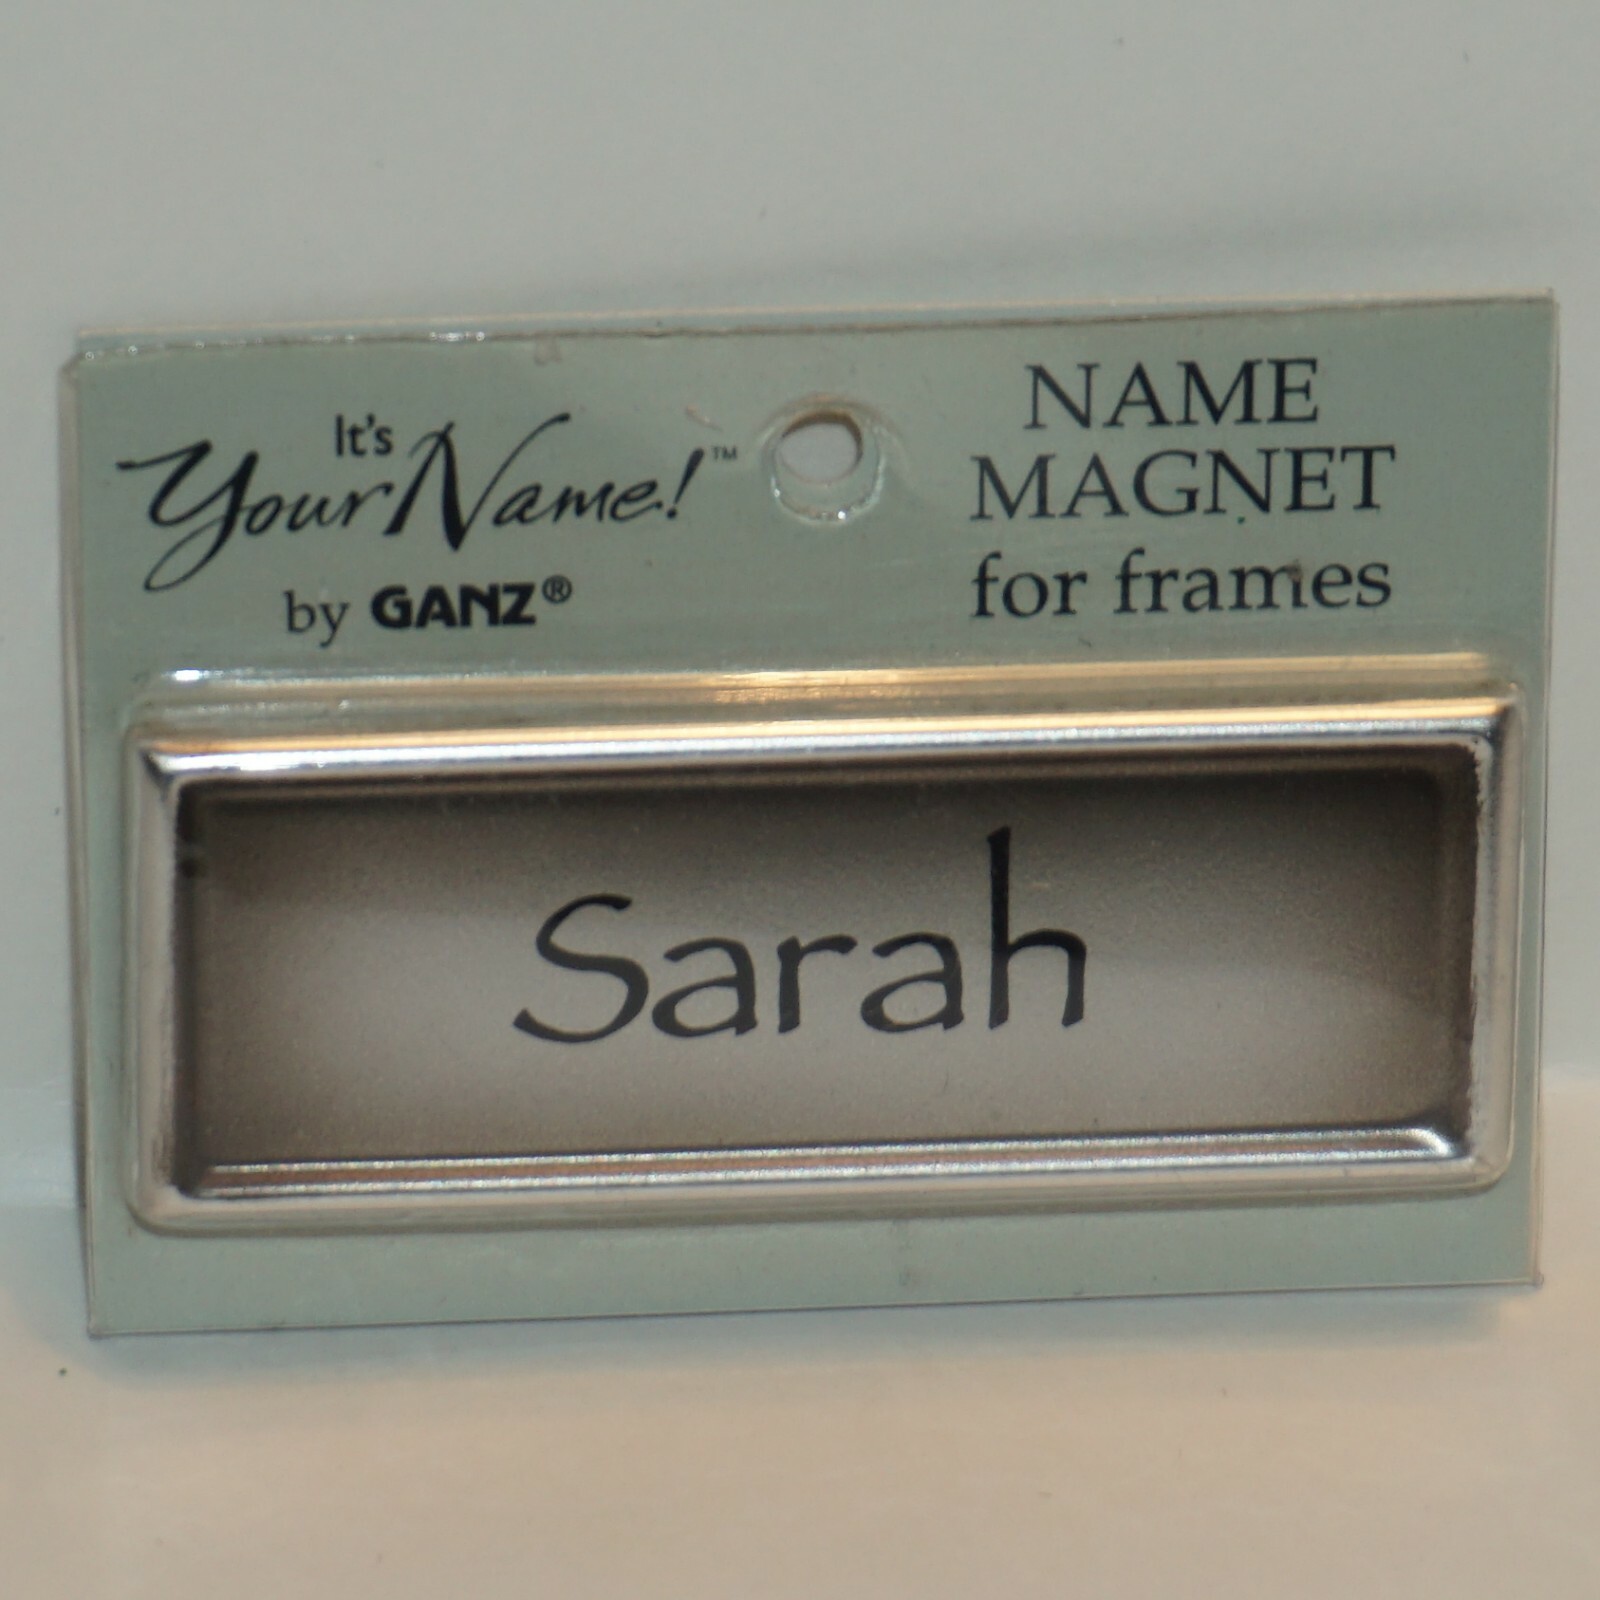 It's
Your Name!™
by GANZ®
NAME
MAGNET
for frames
Sarah